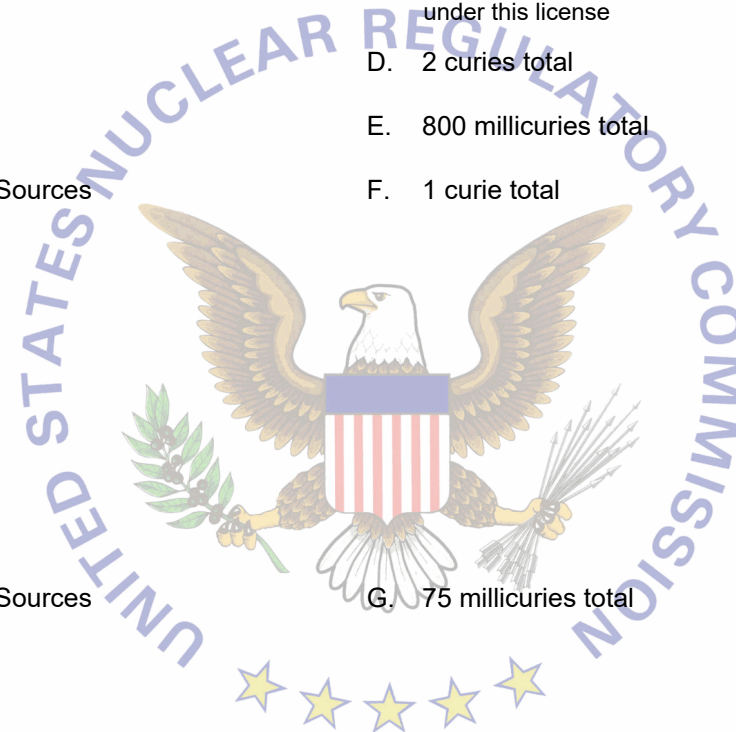 under this license
D. 2 curies total
E. 800 millicuries total
Sources F. 1 curie total
Sources G. 75 millicuries total
UNITED STATES NUCLEAR REGULATORY COMMISSION